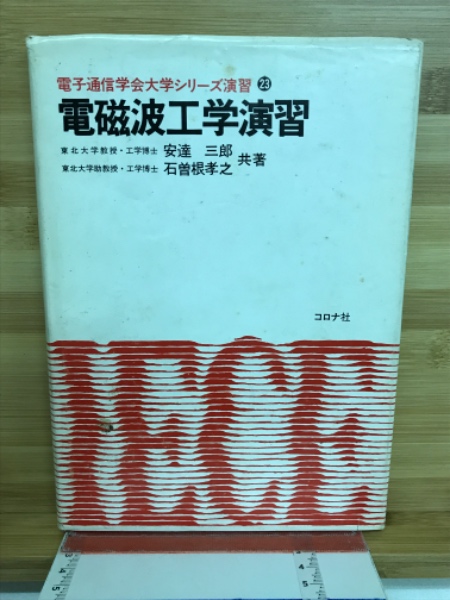 電子通信学会大学シリーズ演習 23
電磁波工学演習
東北大学教授・工学博士 安達 三郎
東北大学助教授・工学博士 石曽根孝之
共著
コロナ社
IECE